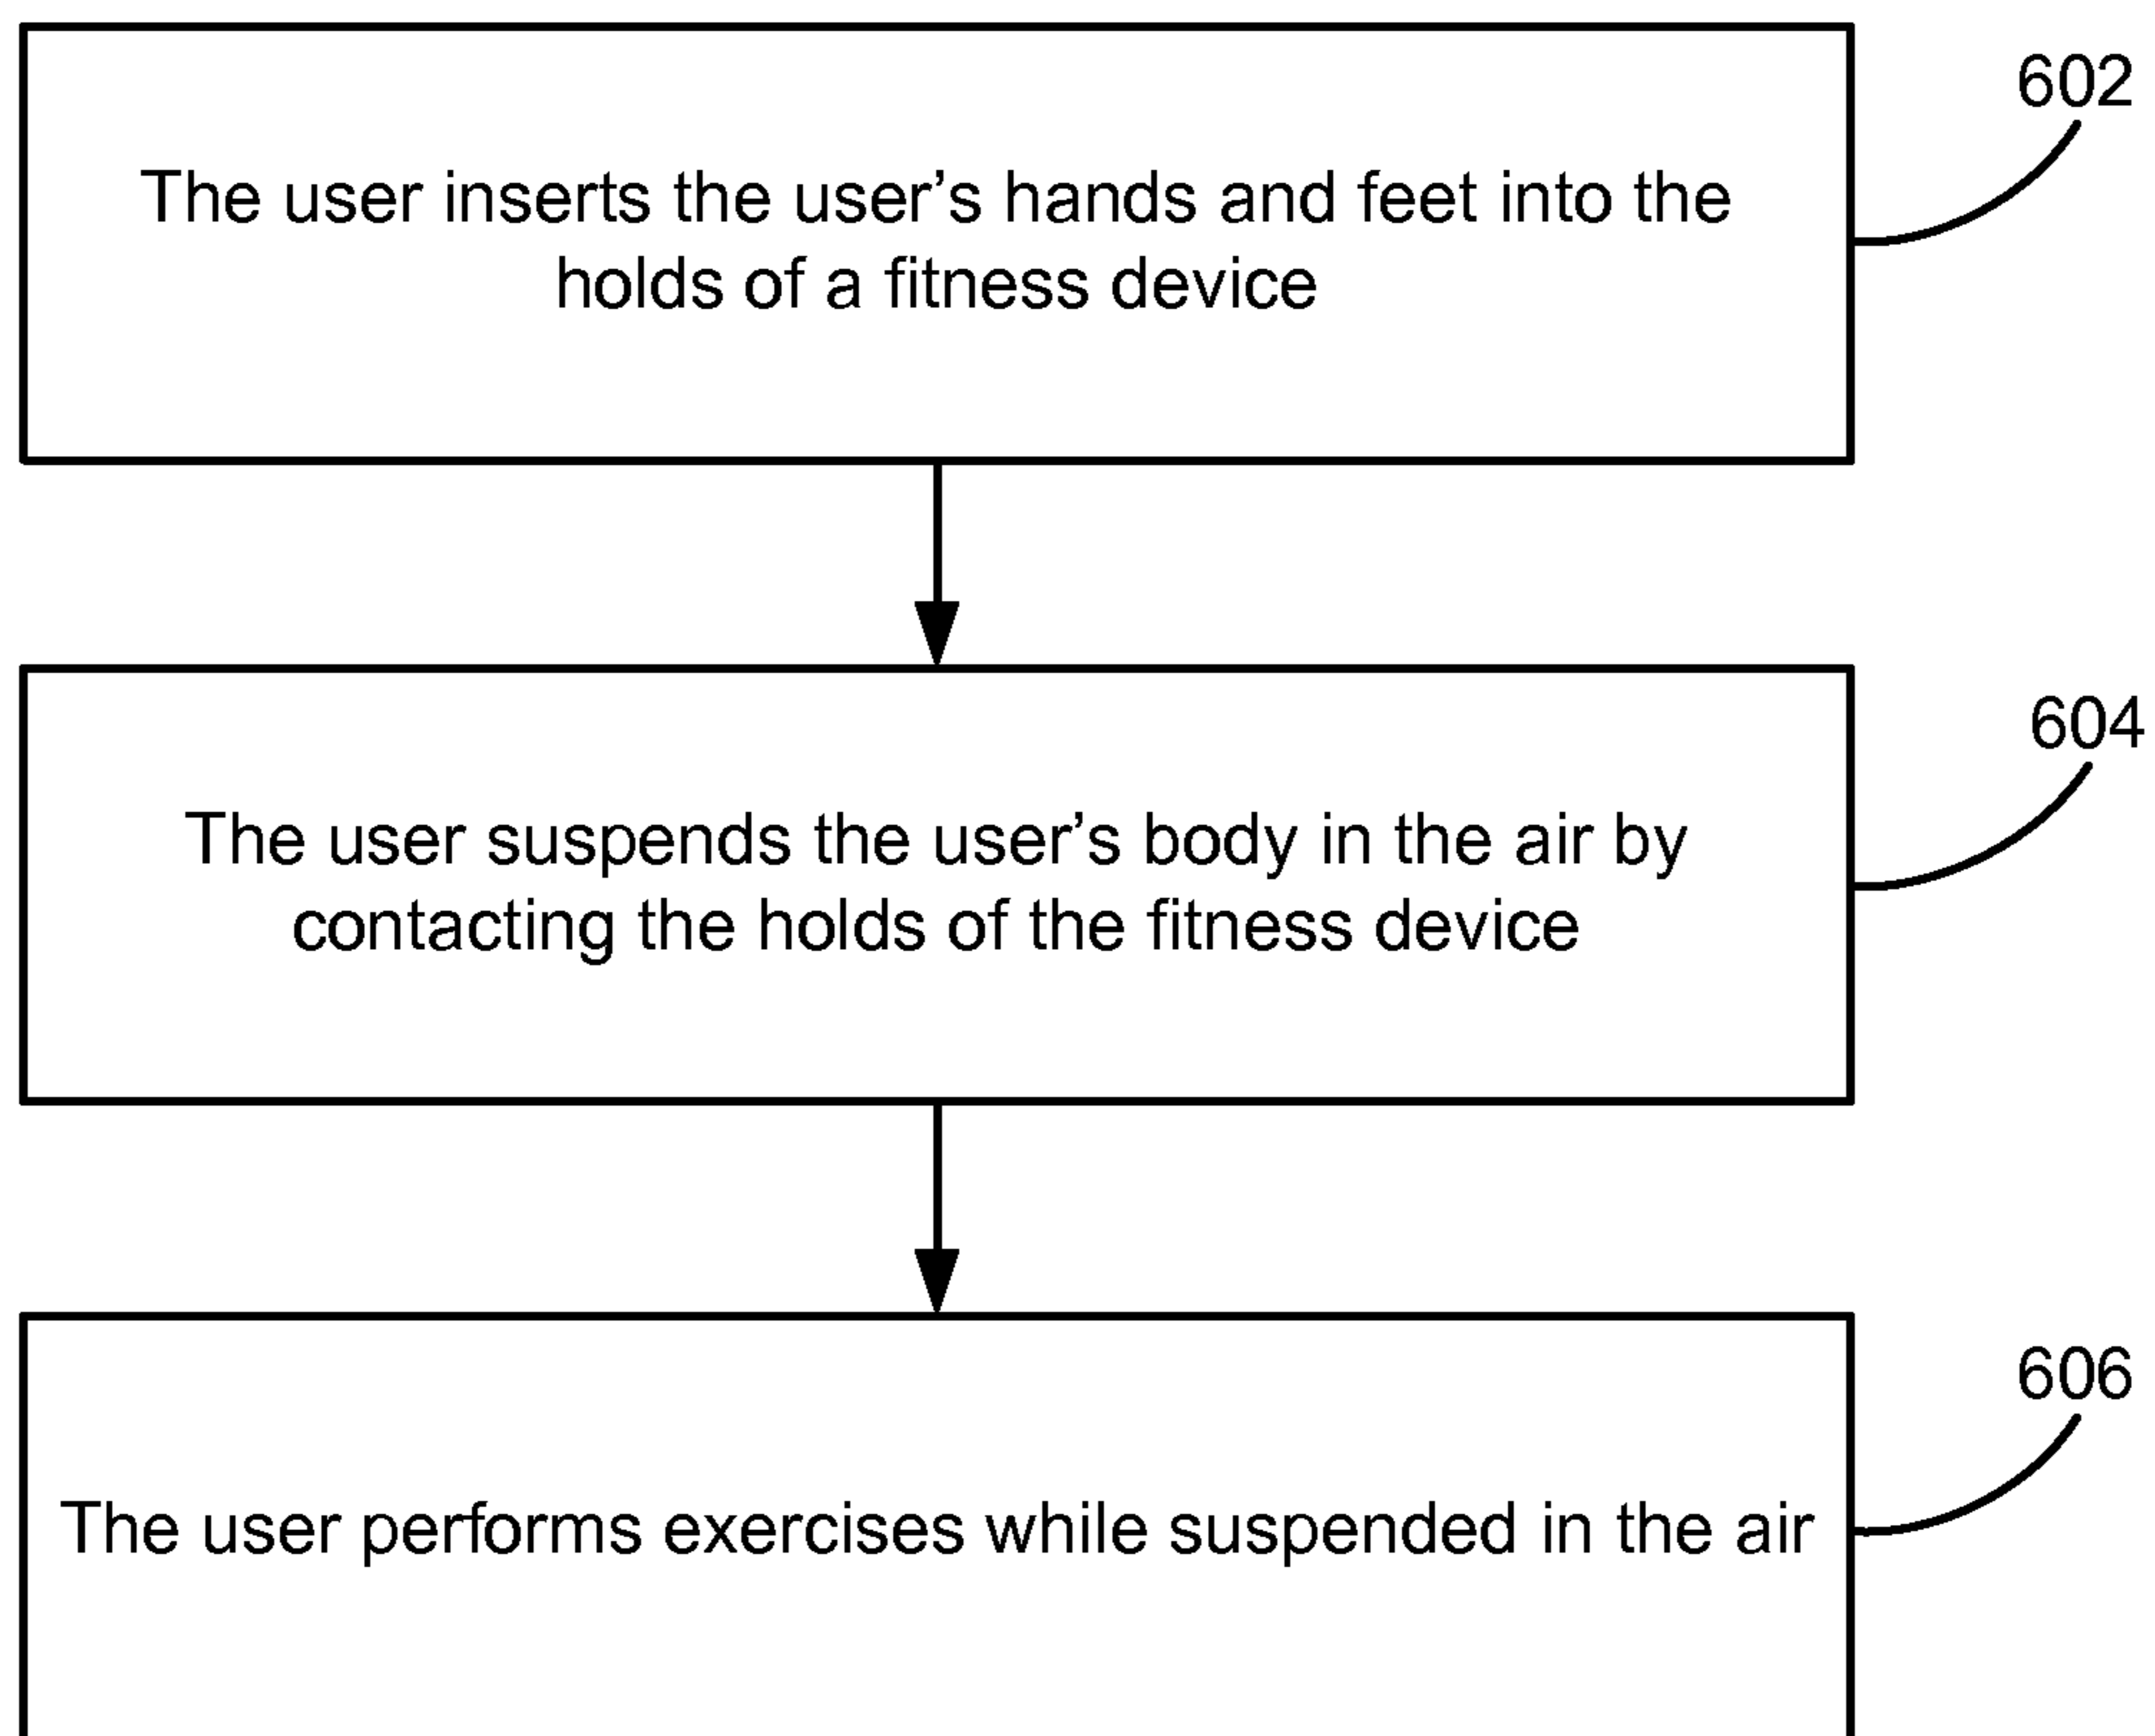 602
The user inserts the user’s hands and feet into the
holds of a fitness device
604
The user suspends the user’s body in the air by
contacting the holds of the fitness device
606
The user performs exercises while suspended in the air